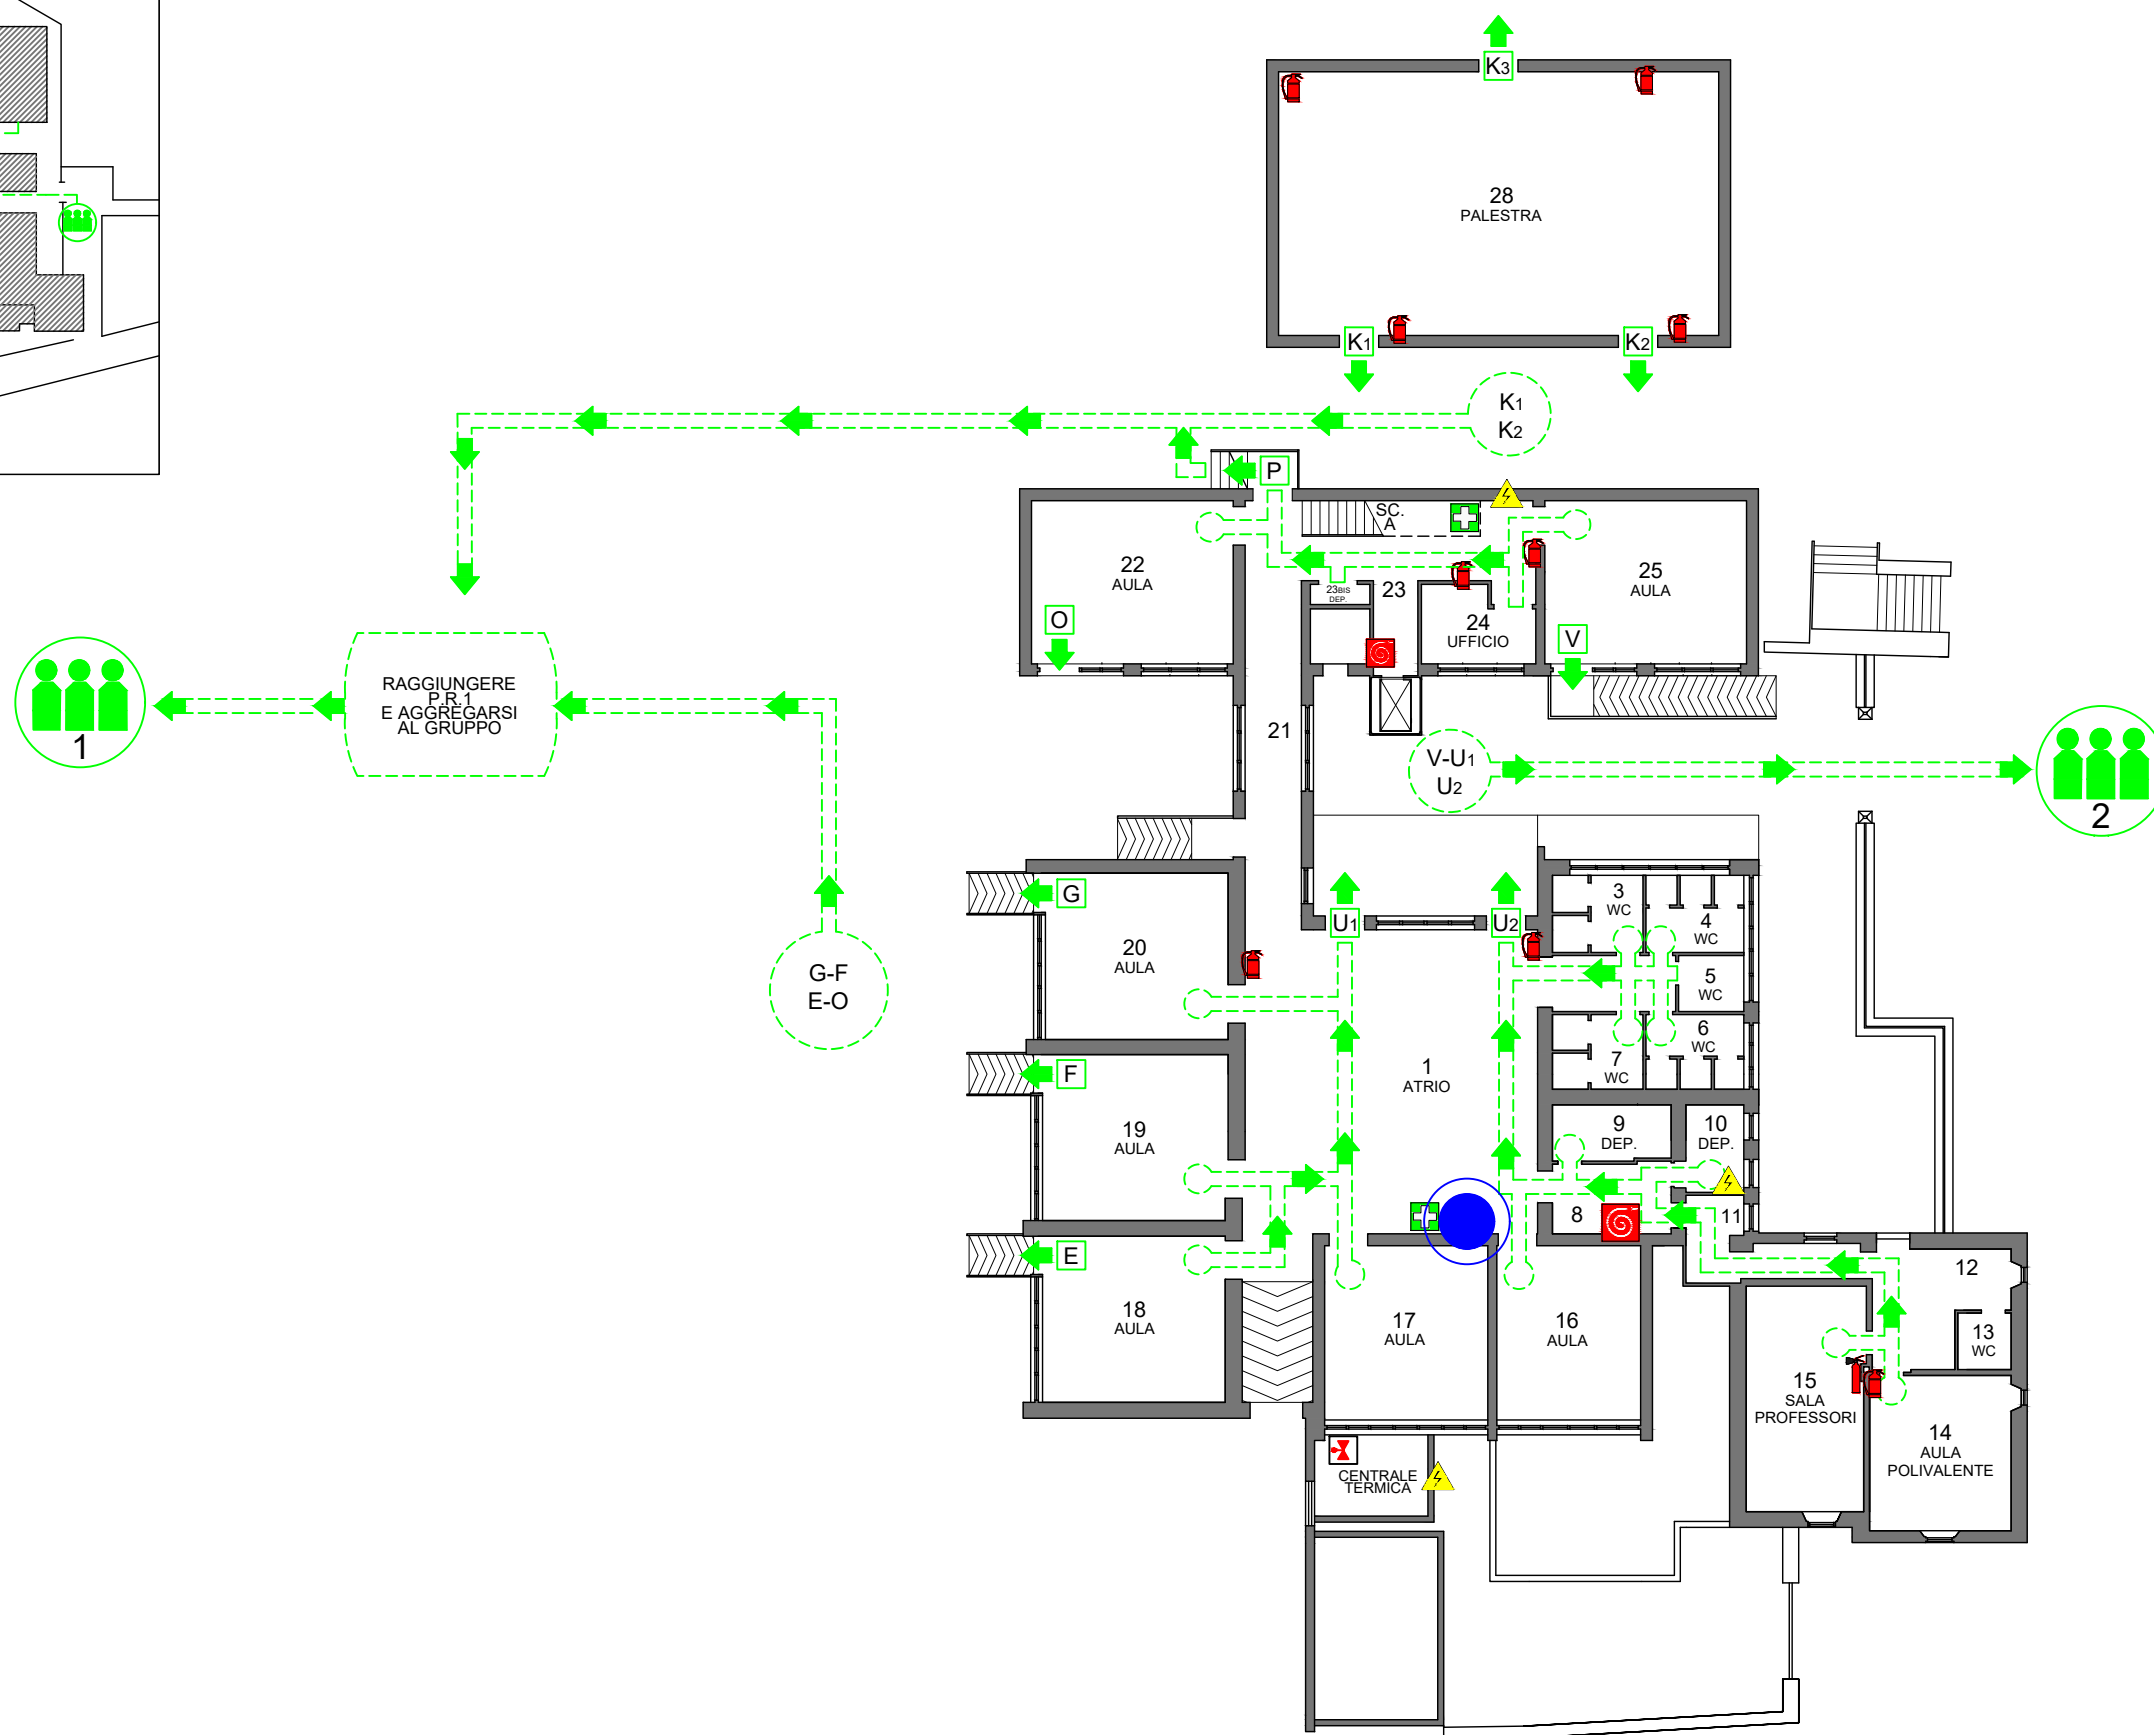 K3
28
PALESTRA
K1
K2
K1
K2
P
SC.
A
22
AULA
O
23BIS
DEP.
23
24
UFFICIO
25
AULA
V
RAGGIUNGERE
P.R.1
E AGGREGARSI
AL GRUPPO
1
21
V-U1
U2
2
G
U1
U2
3
WC
4
WC
5
WC
6
WC
7
WC
20
AULA
G-F
E-O
F
1
ATRIO
19
AULA
9
DEP.
10
DEP.
8
11
E
12
18
AULA
17
AULA
16
AULA
13
WC
15
SALA
PROFESSORI
14
AULA
POLIVALENTE
CENTRALE
TERMICA